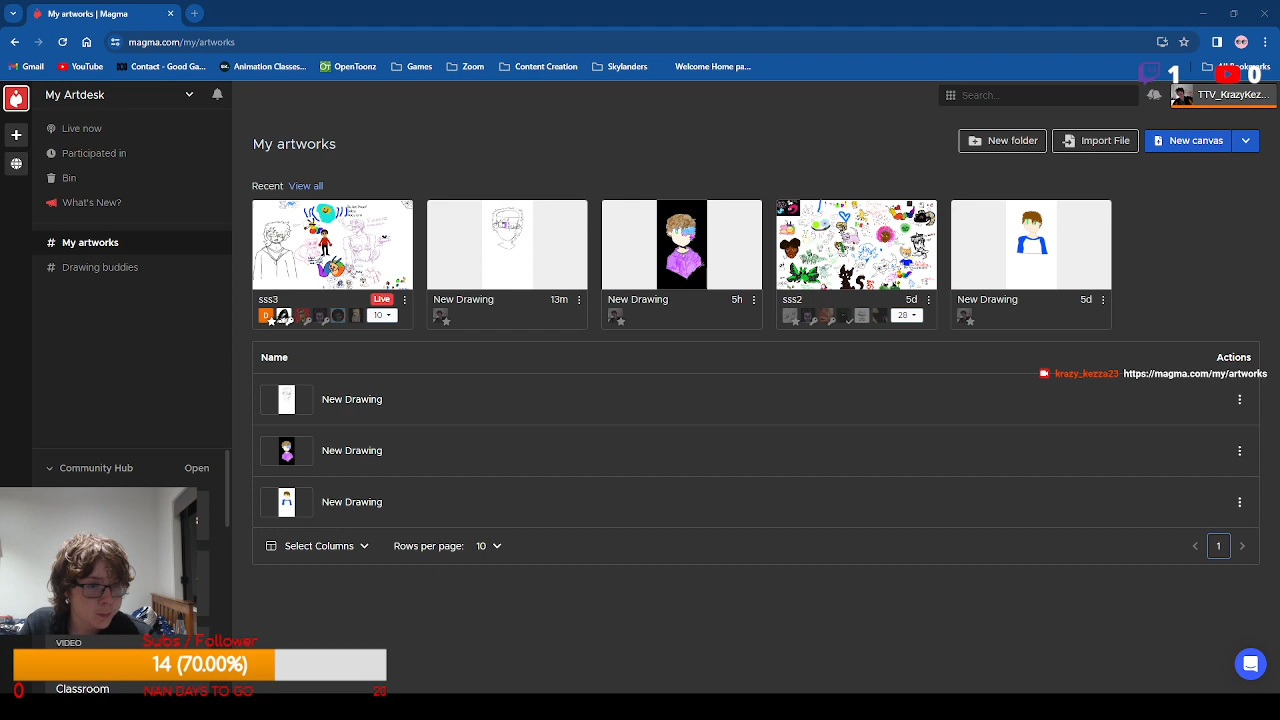 My artworks | Magma
magma.com/my/artworks
Gmail
YouTube
Contact - Good Ga...
Animation Classes...
OpenToonz
Games
Zoom
Content Creation
Skylanders
Welcome Home pa...
All Bookmarks
1
0
My Artdesk
Search...
TTV_KrazyKez...
Live now
Participated in
Bin
What's New?
My artworks
Drawing buddies
My artworks
New folder
Import File
New canvas
Recent View all
sss3 Live
10
New Drawing 13m
New Drawing 5h
sss2 5d
28
New Drawing 5d
Name Actions
krazy_kezza23 https://magma.com/my/artworks
New Drawing
New Drawing
New Drawing
Select Columns Rows per page: 10
1
Community Hub Open
VIDEO
Subs / Follower
14 (70.00%)
0 NAN DAYS TO GO 20
Classroom